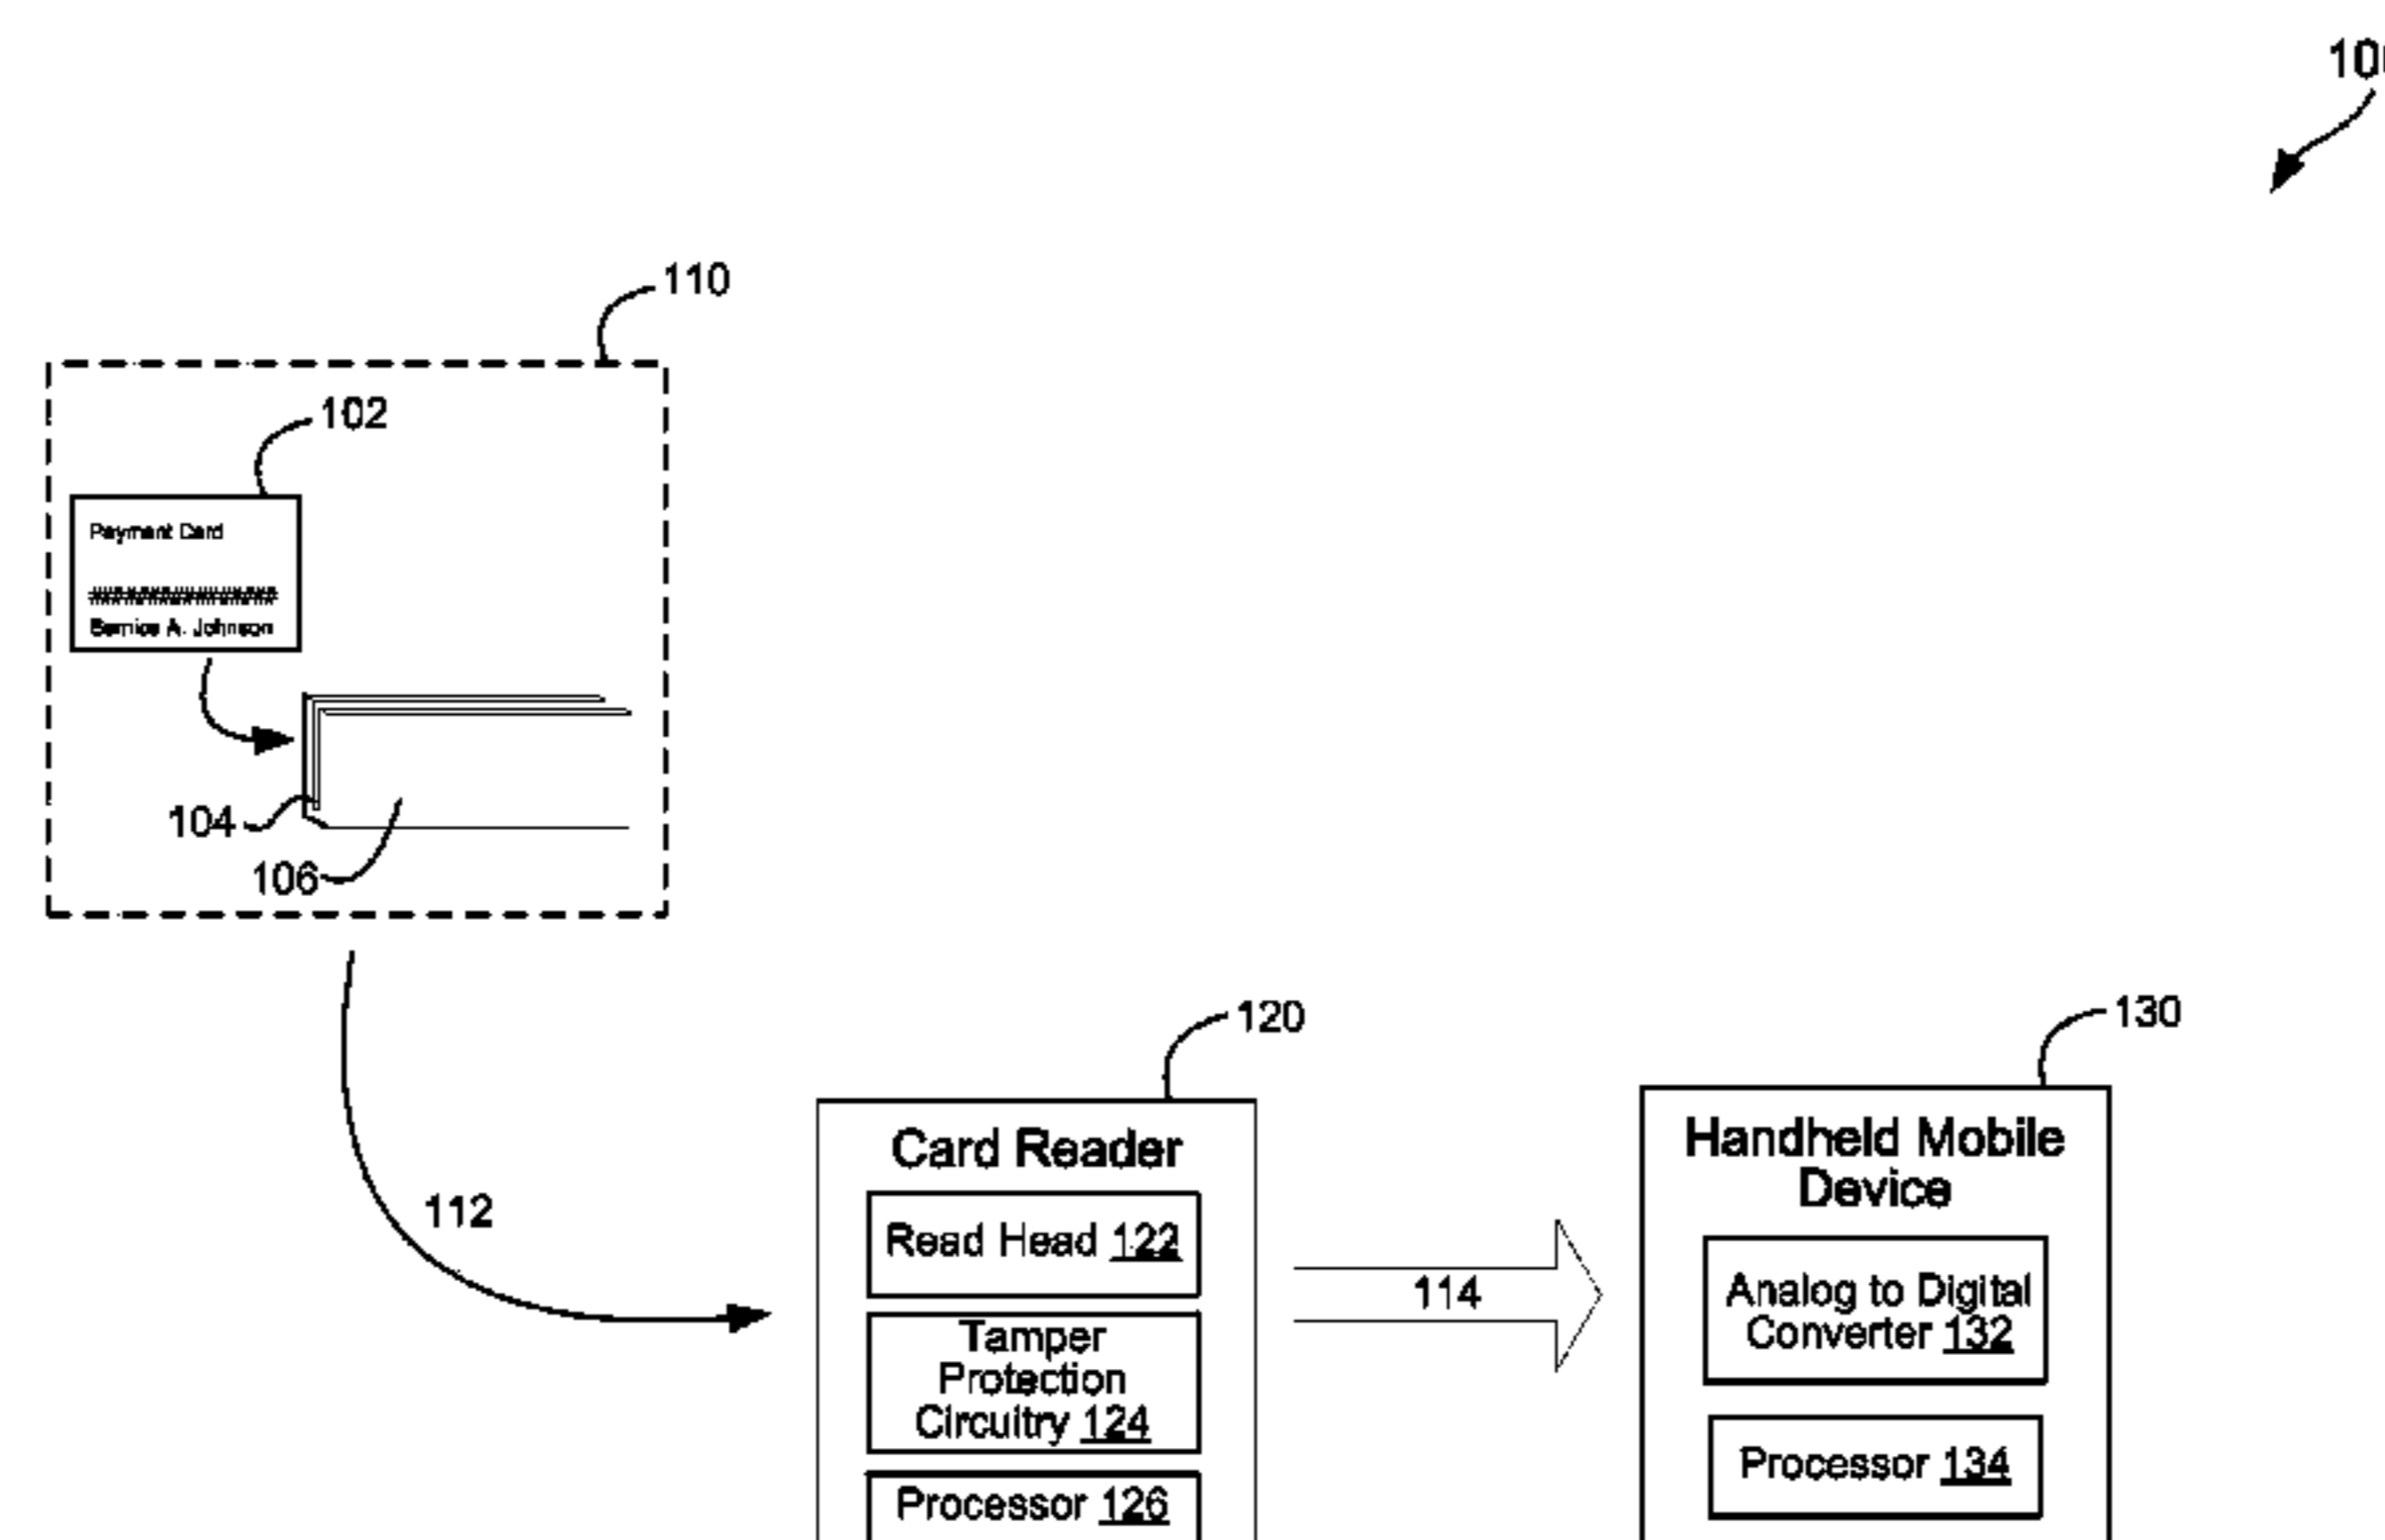 110
102
Payment Card
################
Bernice A. Johnson
104
106
112
120
Card Reader
Read Head 122
Tamper
Protection
Circuitry 124
Processor 126
114
130
Handheld Mobile
Device
Analog to Digital
Converter 132
Processor 134